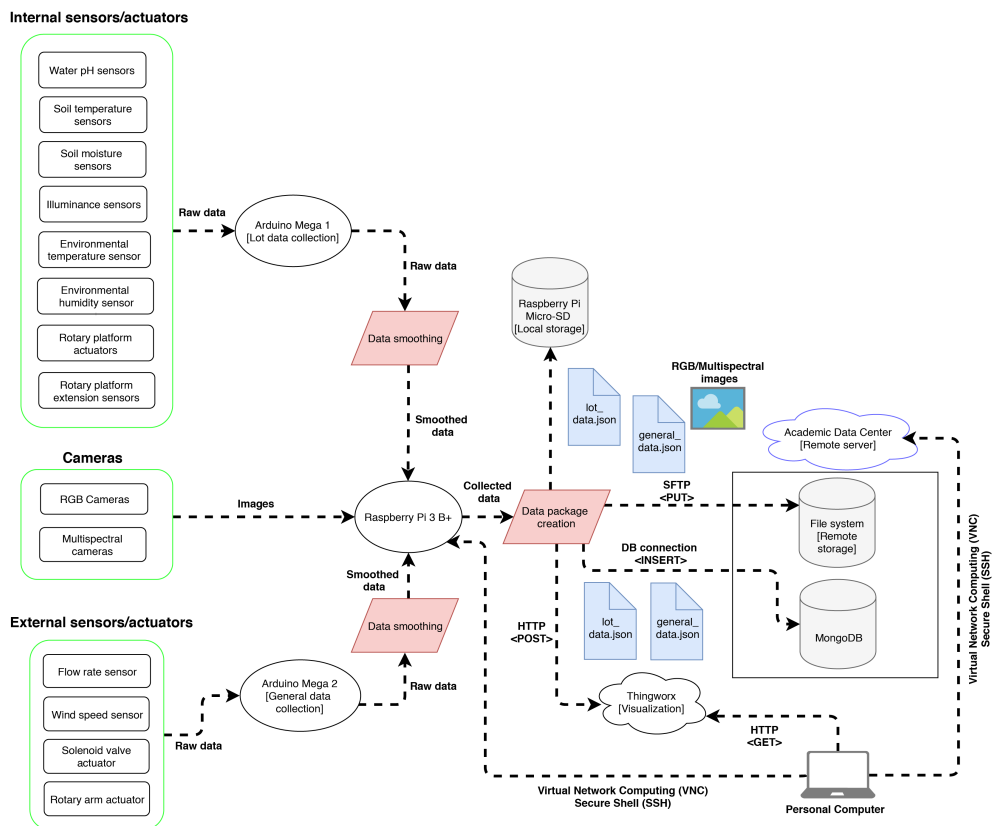 Internal sensors/actuators
Water pH sensors
Soil temperature
sensors
Soil moisture
sensors
Illuminance sensors
Environmental
temperature sensor
Environmental
humidity sensor
Rotary platform
actuators
Rotary platform
extension sensors
Raw data
Arduino Mega 1
[Lot data collection]
Raw data
Data smoothing
Smoothed
data
Cameras
RGB Cameras
Multispectral
cameras
Images
Raspberry Pi 3 B+
Collected
data
Data package
creation
Raspberry Pi
Micro-SD
[Local storage]
lot_
data.json
general_
data.json
RGB/Multispectral
images
Academic Data Center
[Remote server]
SFTP
<PUT>
File system
[Remote
storage]
DB connection
<INSERT>
MongoDB
HTTP
<POST>
lot_
data.json
general_
data.json
Thingworx
[Visualization]
HTTP
<GET>
Personal Computer
Virtual Network Computing (VNC)
Secure Shell (SSH)
Virtual Network Computing (VNC)
Secure Shell (SSH)
External sensors/actuators
Flow rate sensor
Wind speed sensor
Solenoid valve
actuator
Rotary arm actuator
Raw data
Arduino Mega 2
[General data
collection]
Raw data
Data smoothing
Smoothed
data